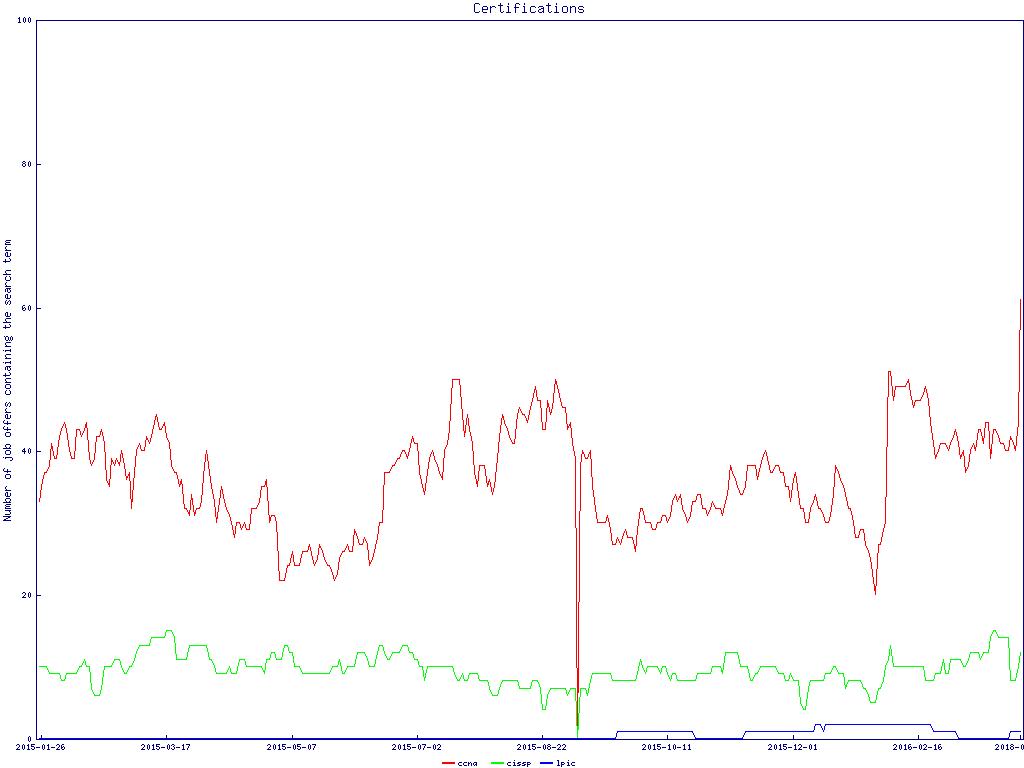 Certifications
Number of job offers containing the search term
100
80
60
40
20
0
2015-01-26 2015-03-17 2015-05-07 2015-07-02 2015-08-22 2015-10-11 2015-12-01 2016-02-16 2018-0
ccna cissp lpic